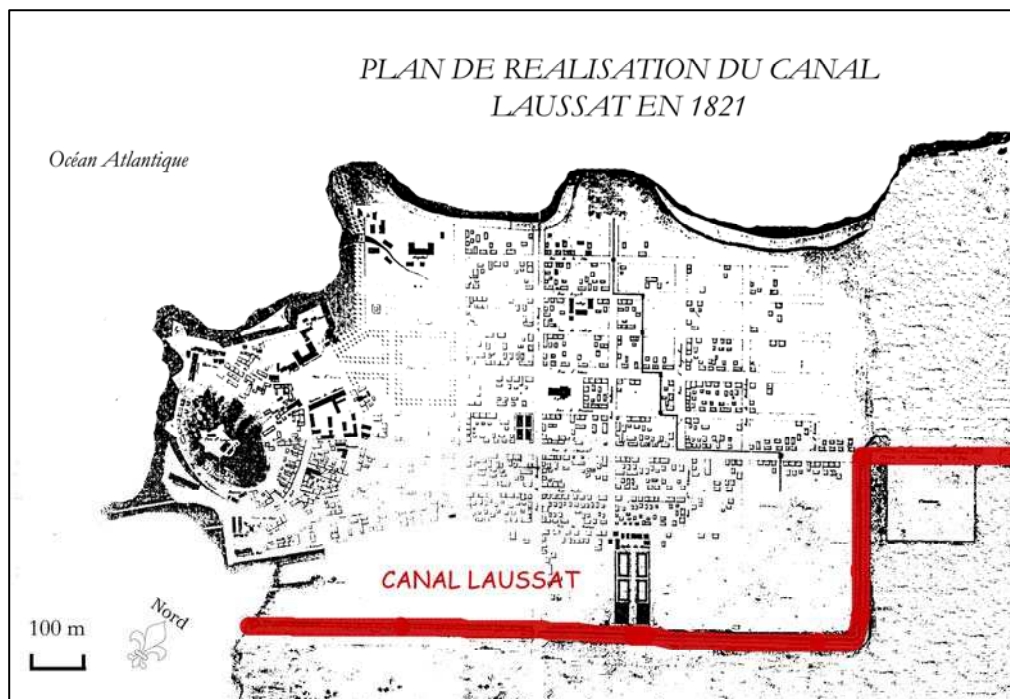 PLAN DE REALISATION DU CANAL
LAUSSAT EN 1821
Océan Atlantique
CANAL LAUSSAT
100 m
Nord